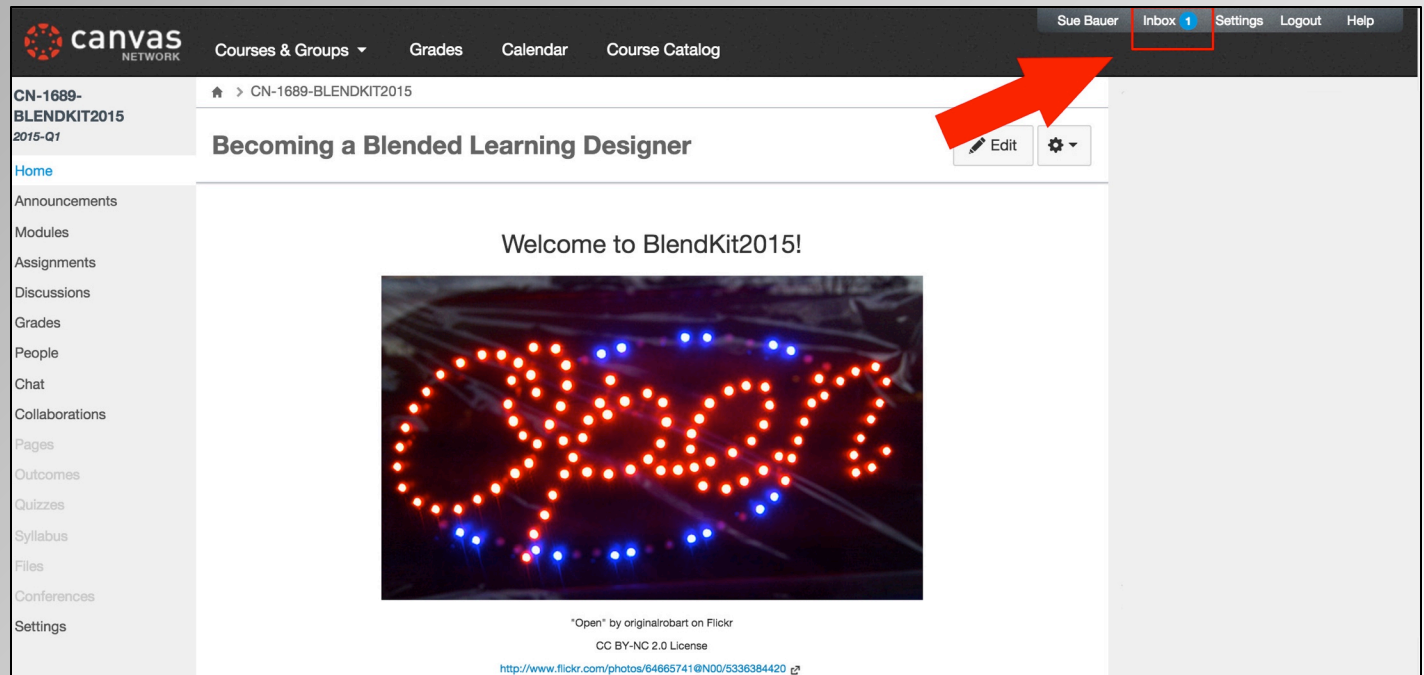 Sue Bauer Inbox 1 Settings Logout Help
canvas
NETWORK
Courses & Groups Grades Calendar Course Catalog
CN-1689-
BLENDKIT2015
2015-Q1
> CN-1689-BLENDKIT2015
Becoming a Blended Learning Designer
Edit
Home
Announcements
Modules
Assignments
Discussions
Grades
People
Chat
Collaborations
Pages
Outcomes
Quizzes
Syllabus
Files
Conferences
Settings
Welcome to BlendKit2015!
Open
"Open" by originalrobart on Flickr
CC BY-NC 2.0 License
http://www.flickr.com/photos/64665741@N00/5336384420